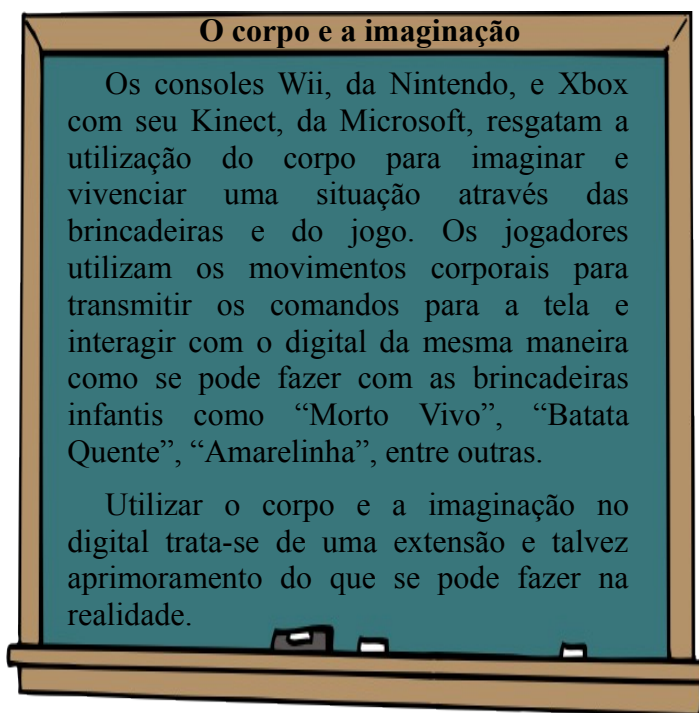 O corpo e a imaginação
Os consoles Wii, da Nintendo, e Xbox
com seu Kinect, da Microsoft, resgatam a
utilização do corpo para imaginar e
vivenciar uma situação através das
brincadeiras e do jogo. Os jogadores
utilizam os movimentos corporais para
transmitir os comandos para a tela e
interagir com o digital da mesma maneira
como se pode fazer com as brincadeiras
infantis como “Morto Vivo”, “Batata
Quente”, “Amarelinha”, entre outras.
Utilizar o corpo e a imaginação no
digital trata-se de uma extensão e talvez
aprimoramento do que se pode fazer na
realidade.